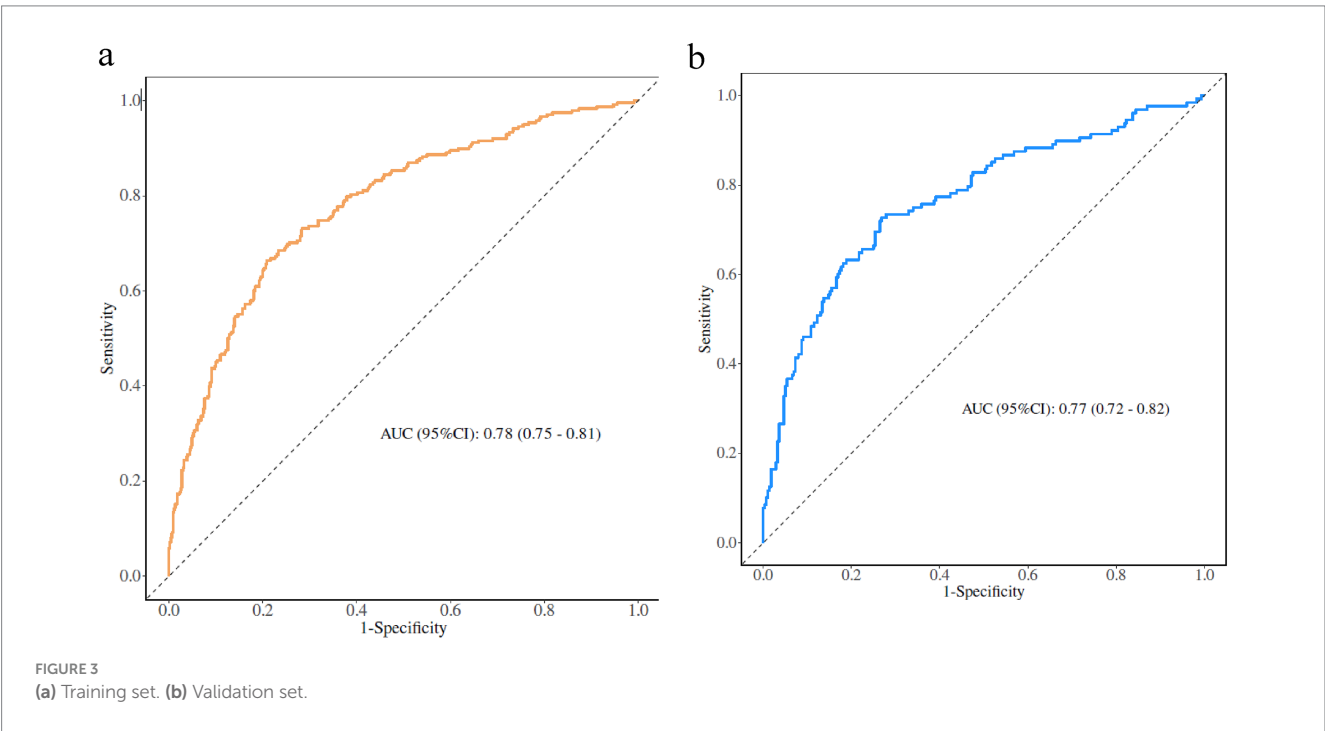 a
1.0
0.8
0.6
0.4
0.2
0.0
Sensitivity
AUC (95%CI): 0.78 (0.75 - 0.81)
0.0 0.2 0.4 0.6 0.8 1.0
1-Specificity
b
1.0
0.8
0.6
0.4
0.2
0.0
Sensitivity
AUC (95%CI): 0.77 (0.72 - 0.82)
0.0 0.2 0.4 0.6 0.8 1.0
1-Specificity
FIGURE 3
(a) Training set. (b) Validation set.